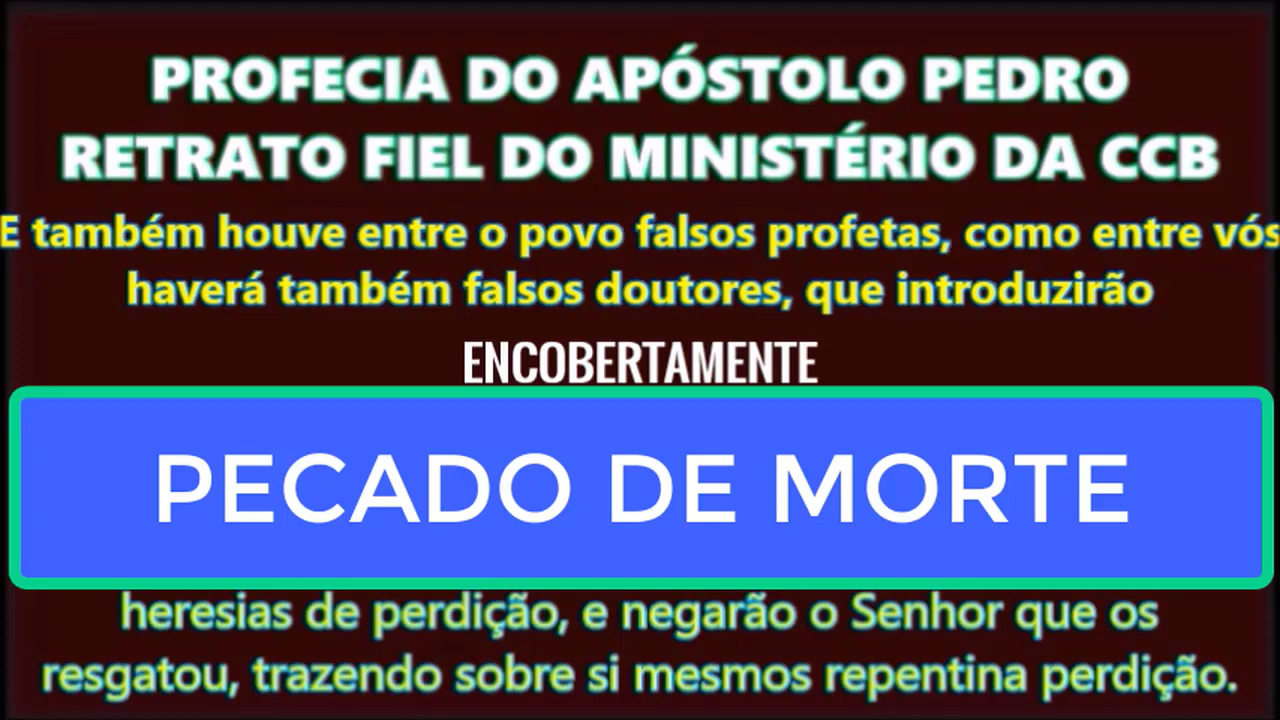 PROFECIA DO APÓSTOLO PEDRO
RETRATO FIEL DO MINISTÉRIO DA CCB
E também houve entre o povo falsos profetas, como entre vós
haverá também falsos doutores, que introduzirão
ENCOBERTAMENTE
PECADO DE MORTE
heresias de perdição, e negarão o Senhor que os
resgatou, trazendo sobre si mesmos repentina perdição.